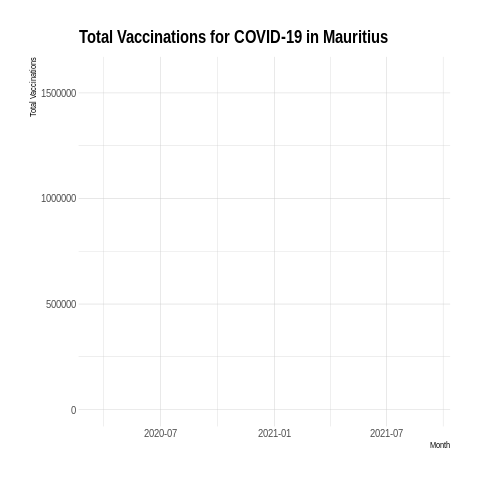 Total Vaccinations for COVID-19 in Mauritius
Total Vaccinations
1500000
1000000
500000
0
2020-07 2021-01 2021-07
Month